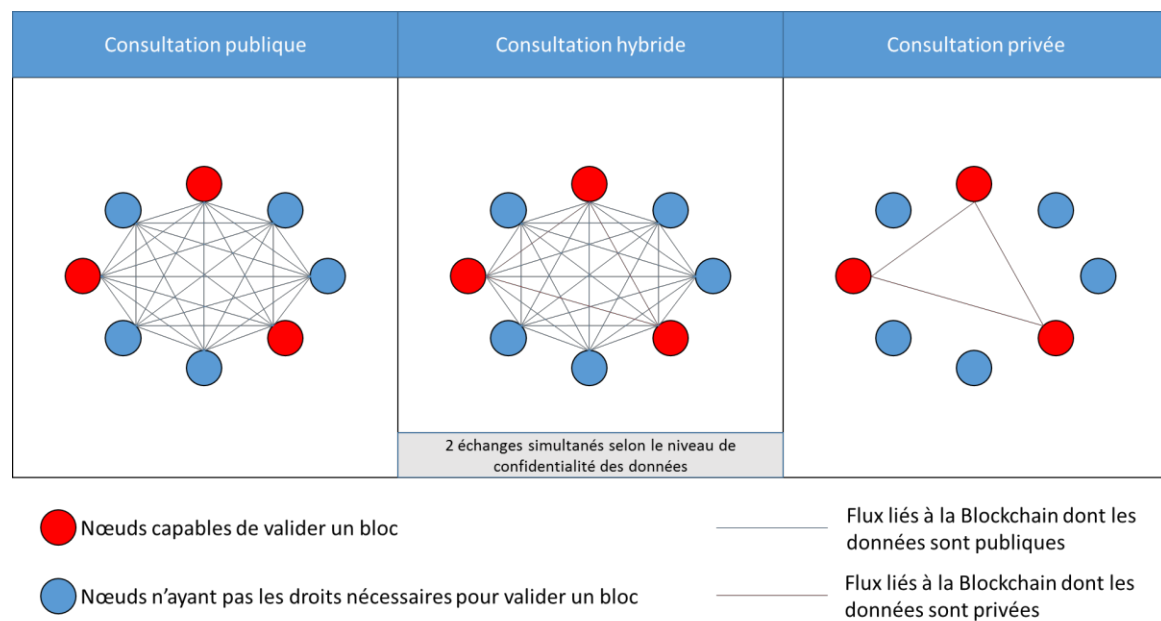 Consultation publique
Consultation hybride
Consultation privée
2 échanges simultanés selon le niveau de
confidentialité des données
Nœuds capables de valider un bloc
Flux liés à la Blockchain dont les
données sont publiques
Nœuds n’ayant pas les droits nécessaires pour valider un bloc
Flux liés à la Blockchain dont les
données sont privées